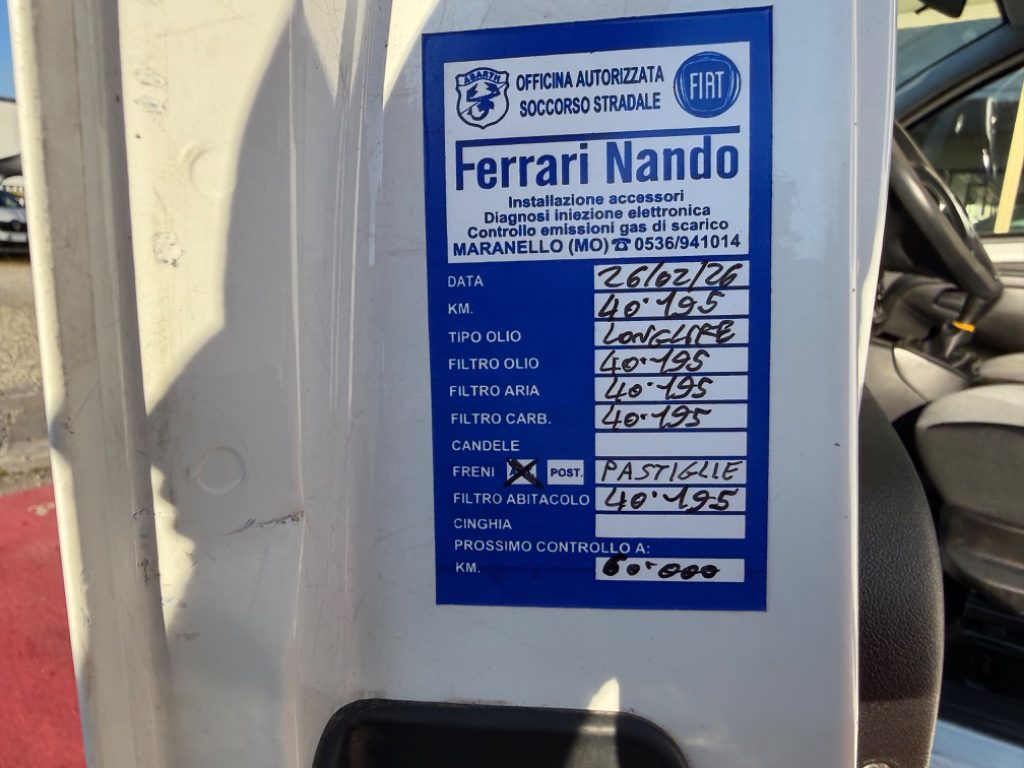 ABARTH
OFFICINA AUTORIZZATA
SOCCORSO STRADALE
FIAT
Ferrari Nando
Installazione accessori
Diagnosi iniezione elettronica
Controllo emissioni gas di scarico
MARANELLO (MO) ☎ 0536/941014
DATA 26/02/26
KM. 40.195
TIPO OLIO LONGLIFE
FILTRO OLIO 40.195
FILTRO ARIA 40.195
FILTRO CARB. 40.195
CANDELE
FRENI POST. PASTIGLIE
FILTRO ABITACOLO 40.195
CINGHIA
PROSSIMO CONTROLLO A:
KM. 60.000